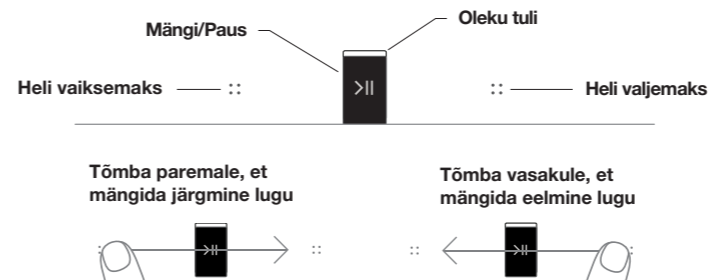 Oleku tuli
Mängi/Paus
Heli vaiksemaks
Heli valjemaks
Tõmba paremale, et
mängida järgmine lugu
Tõmba vasakule, et
mängida eelmine lugu